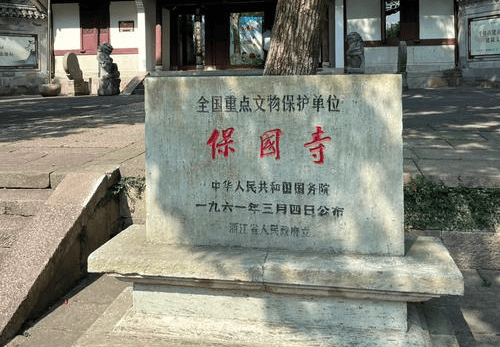 全国重点文物保护单位
保國寺
中华人民共和国国务院
一九六一年三月四日公布
浙江省人民政府立